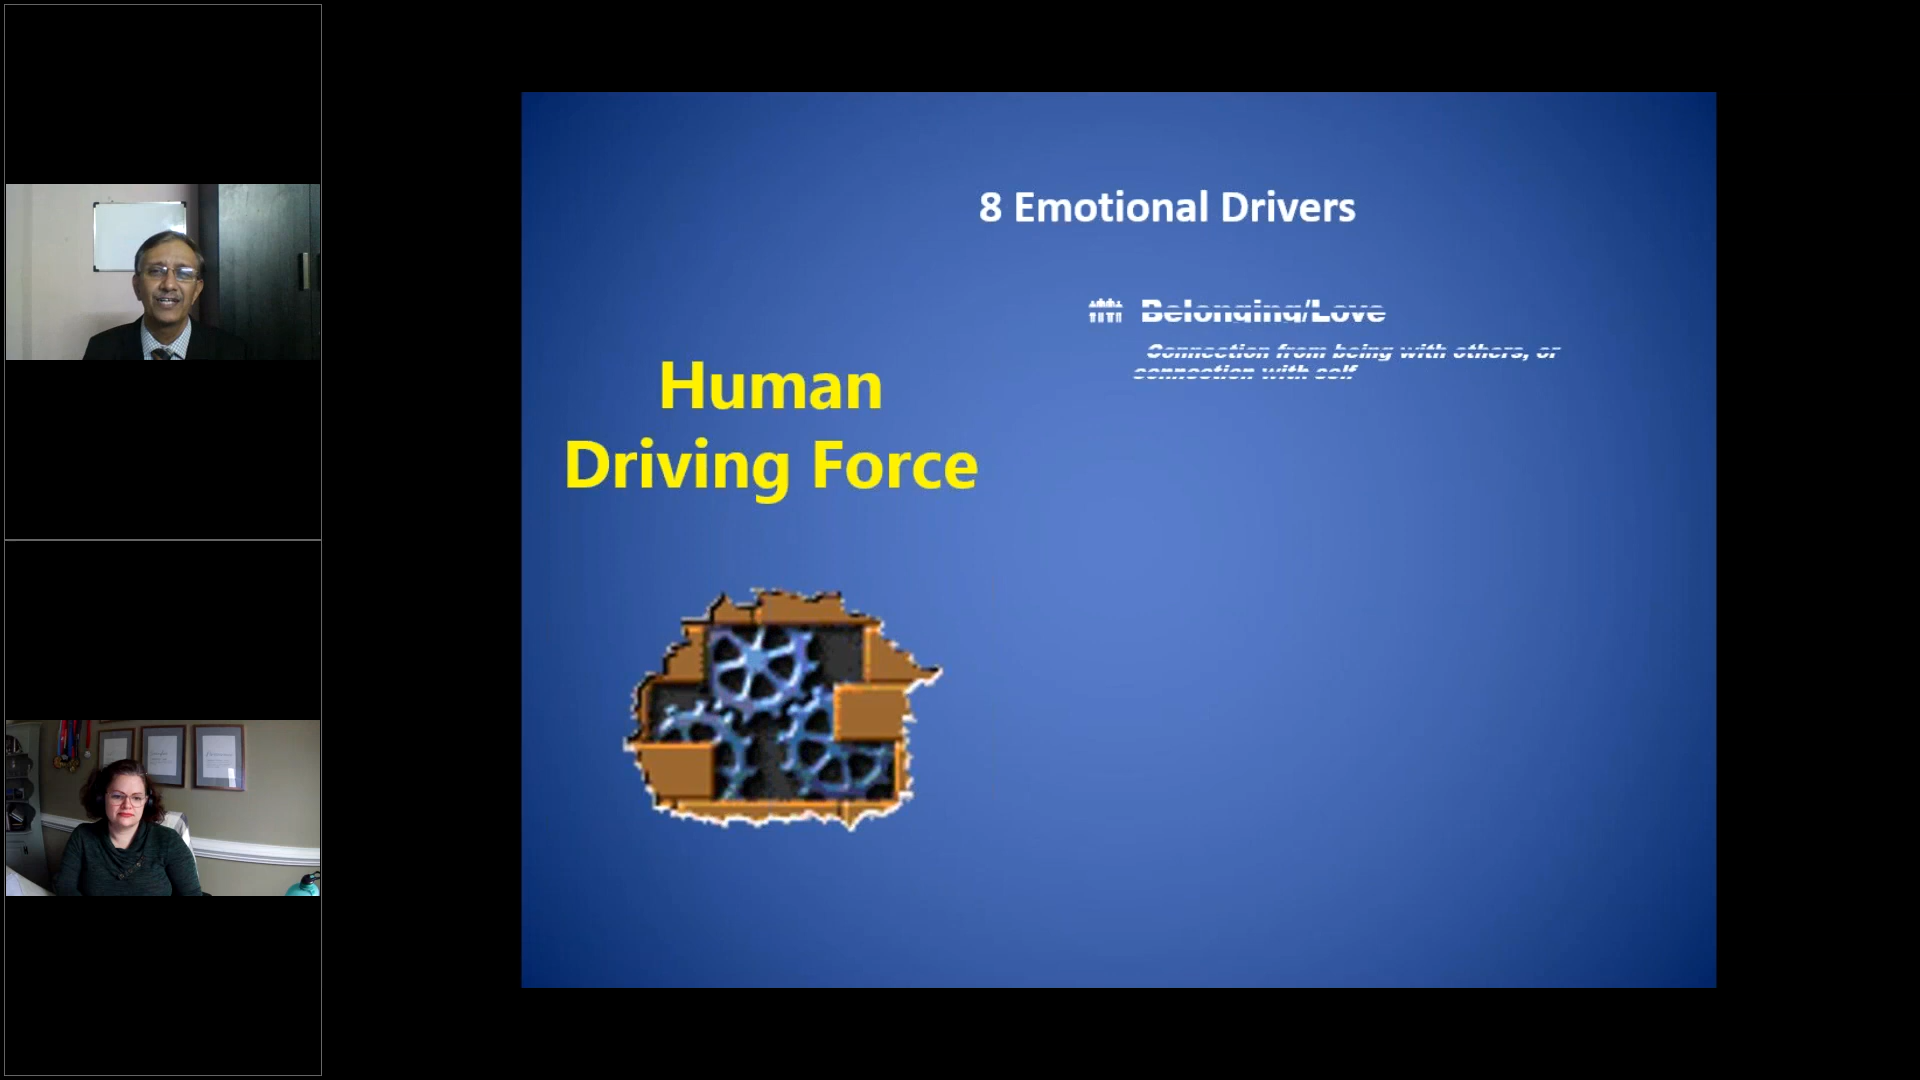 8 Emotional Drivers
Belonging/Love
Connection from being with others, or
connection with self
Human
Driving Force